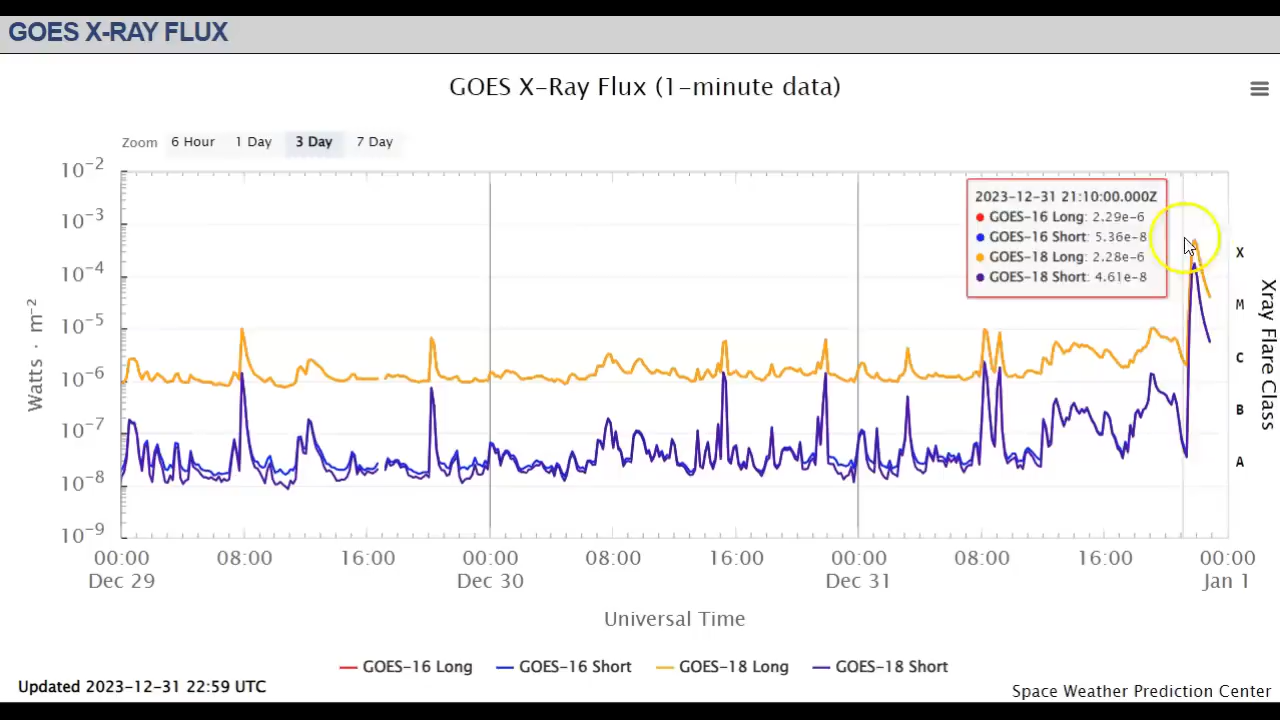 GOES X-RAY FLUX
GOES X-Ray Flux (1-minute data)
Zoom 6 Hour 1 Day 3 Day 7 Day
10⁻²
10⁻³
10⁻⁴
10⁻⁵
10⁻⁶
10⁻⁷
10⁻⁸
10⁻⁹
Watts · m⁻²
2023-12-31 21:10:00.000Z
GOES-16 Long: 2.29e-6
GOES-16 Short: 5.36e-8
GOES-18 Long: 2.28e-6
GOES-18 Short: 4.61e-8
X
M
C
B
A
Xray Flare Class
00:00 08:00 16:00 00:00 08:00 16:00 00:00 08:00 16:00 00:00
Dec 29 Dec 30 Dec 31 Jan 1
Universal Time
GOES-16 Long GOES-16 Short GOES-18 Long GOES-18 Short
Updated 2023-12-31 22:59 UTC
Space Weather Prediction Center